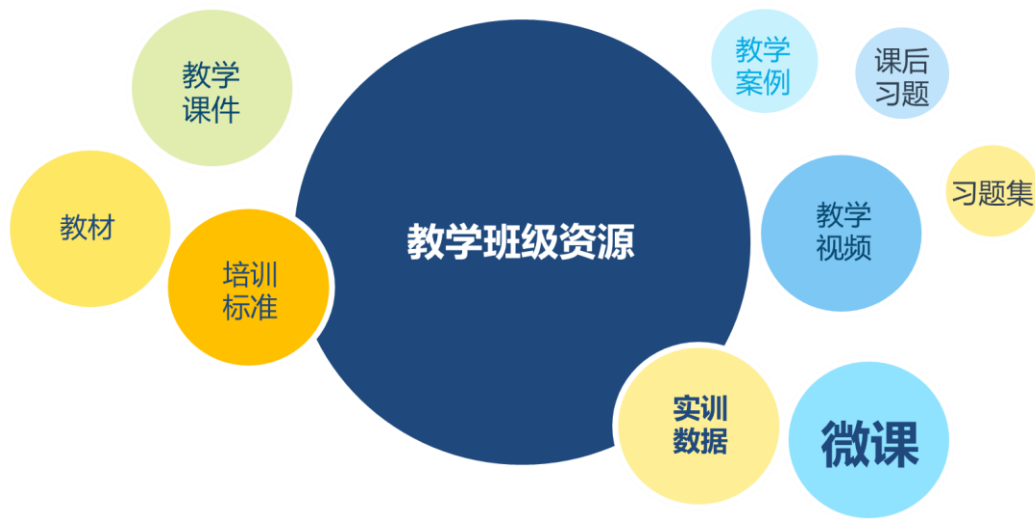 教学
课件
教材
培训
标准
教学班级资源
教学
案例
课后
习题
习题集
教学
视频
实训
数据
微课